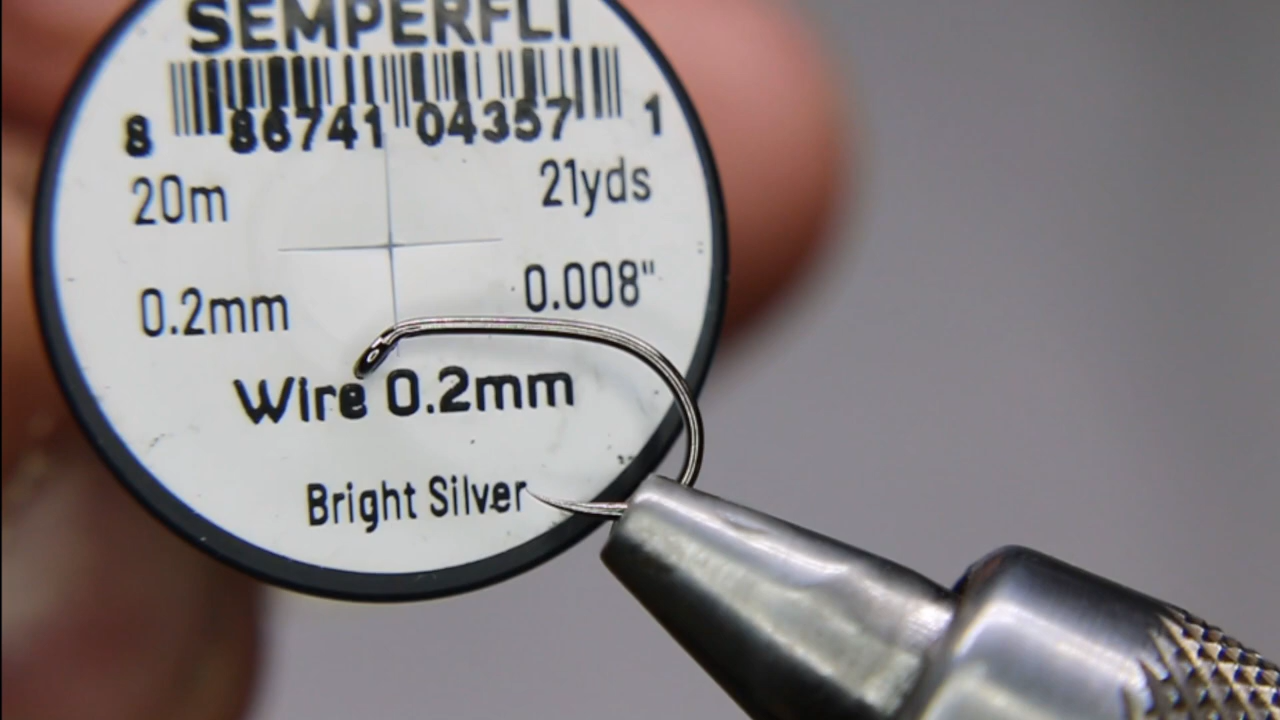 SEMPERFLI
8 86741 04357 1
20m 21yds
0.2mm 0.008"
Wire 0.2mm
Bright Silver